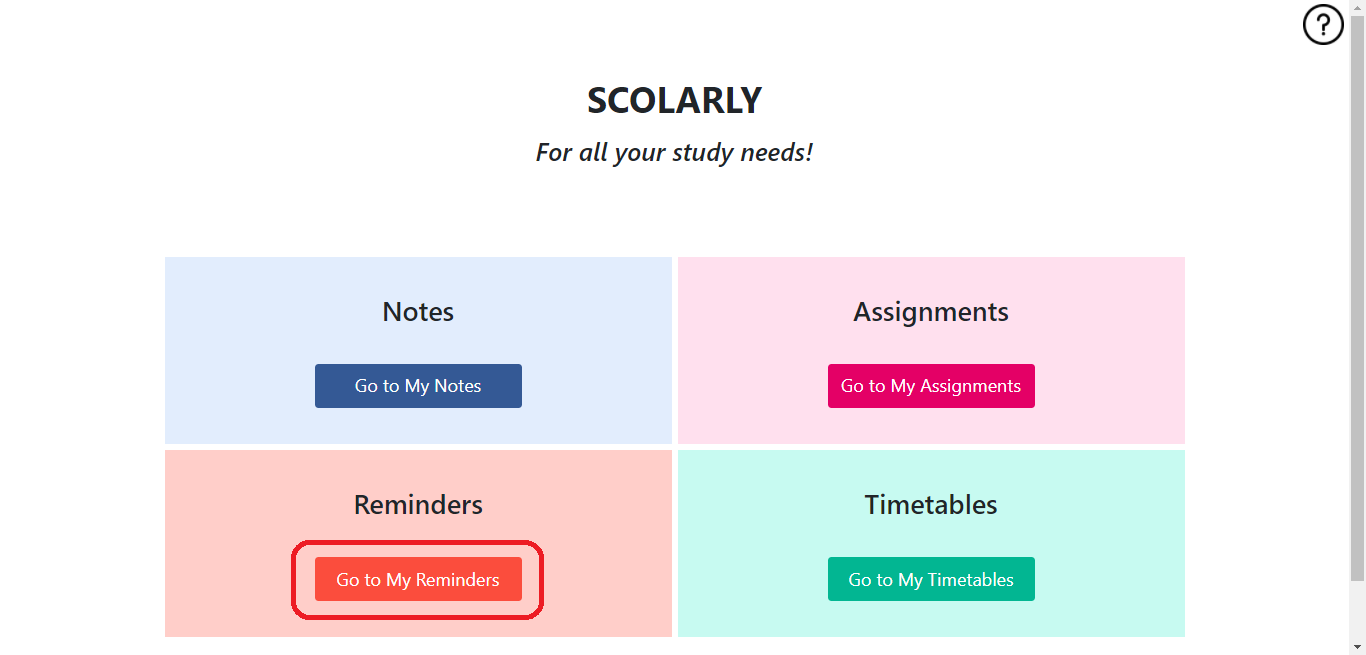 ?
SCOLARLY
For all your study needs!
Notes
Go to My Notes
Assignments
Go to My Assignments
Reminders
Go to My Reminders
Timetables
Go to My Timetables